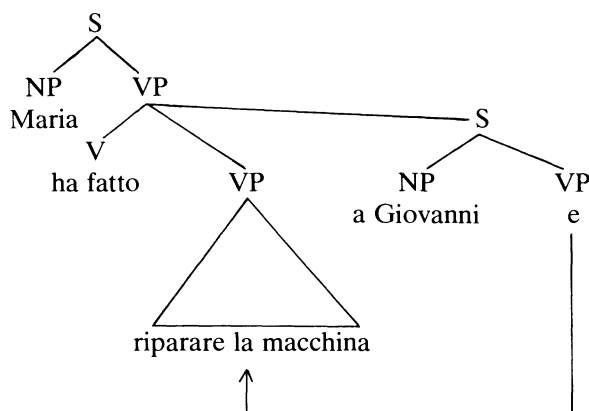 S
NP VP
Maria
S
V
ha fatto
VP NP VP
a Giovanni e
riparare la macchina